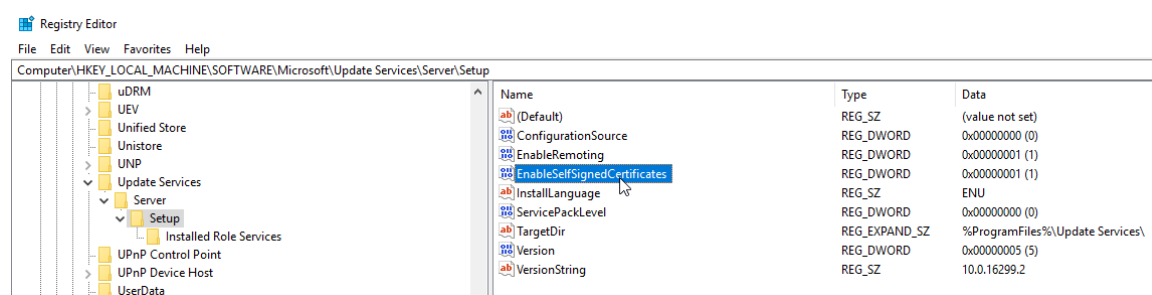 Registry Editor
File Edit View Favorites Help
Computer\HKEY_LOCAL_MACHINE\SOFTWARE\Microsoft\Update Services\Server\Setup
uDRM
UEV
Unified Store
Unistore
UNP
Update Services
Server
Setup
Installed Role Services
UPnP Control Point
UPnP Device Host
UserData
Name Type Data
(Default) REG_SZ (value not set)
ConfigurationSource REG_DWORD 0x00000000 (0)
EnableRemoting REG_DWORD 0x00000001 (1)
EnableSelfSignedCertificates REG_DWORD 0x00000001 (1)
InstallLanguage REG_SZ ENU
ServicePackLevel REG_DWORD 0x00000000 (0)
TargetDir REG_EXPAND_SZ %ProgramFiles%\Update Services\
Version REG_DWORD 0x00000005 (5)
VersionString REG_SZ 10.0.16299.2